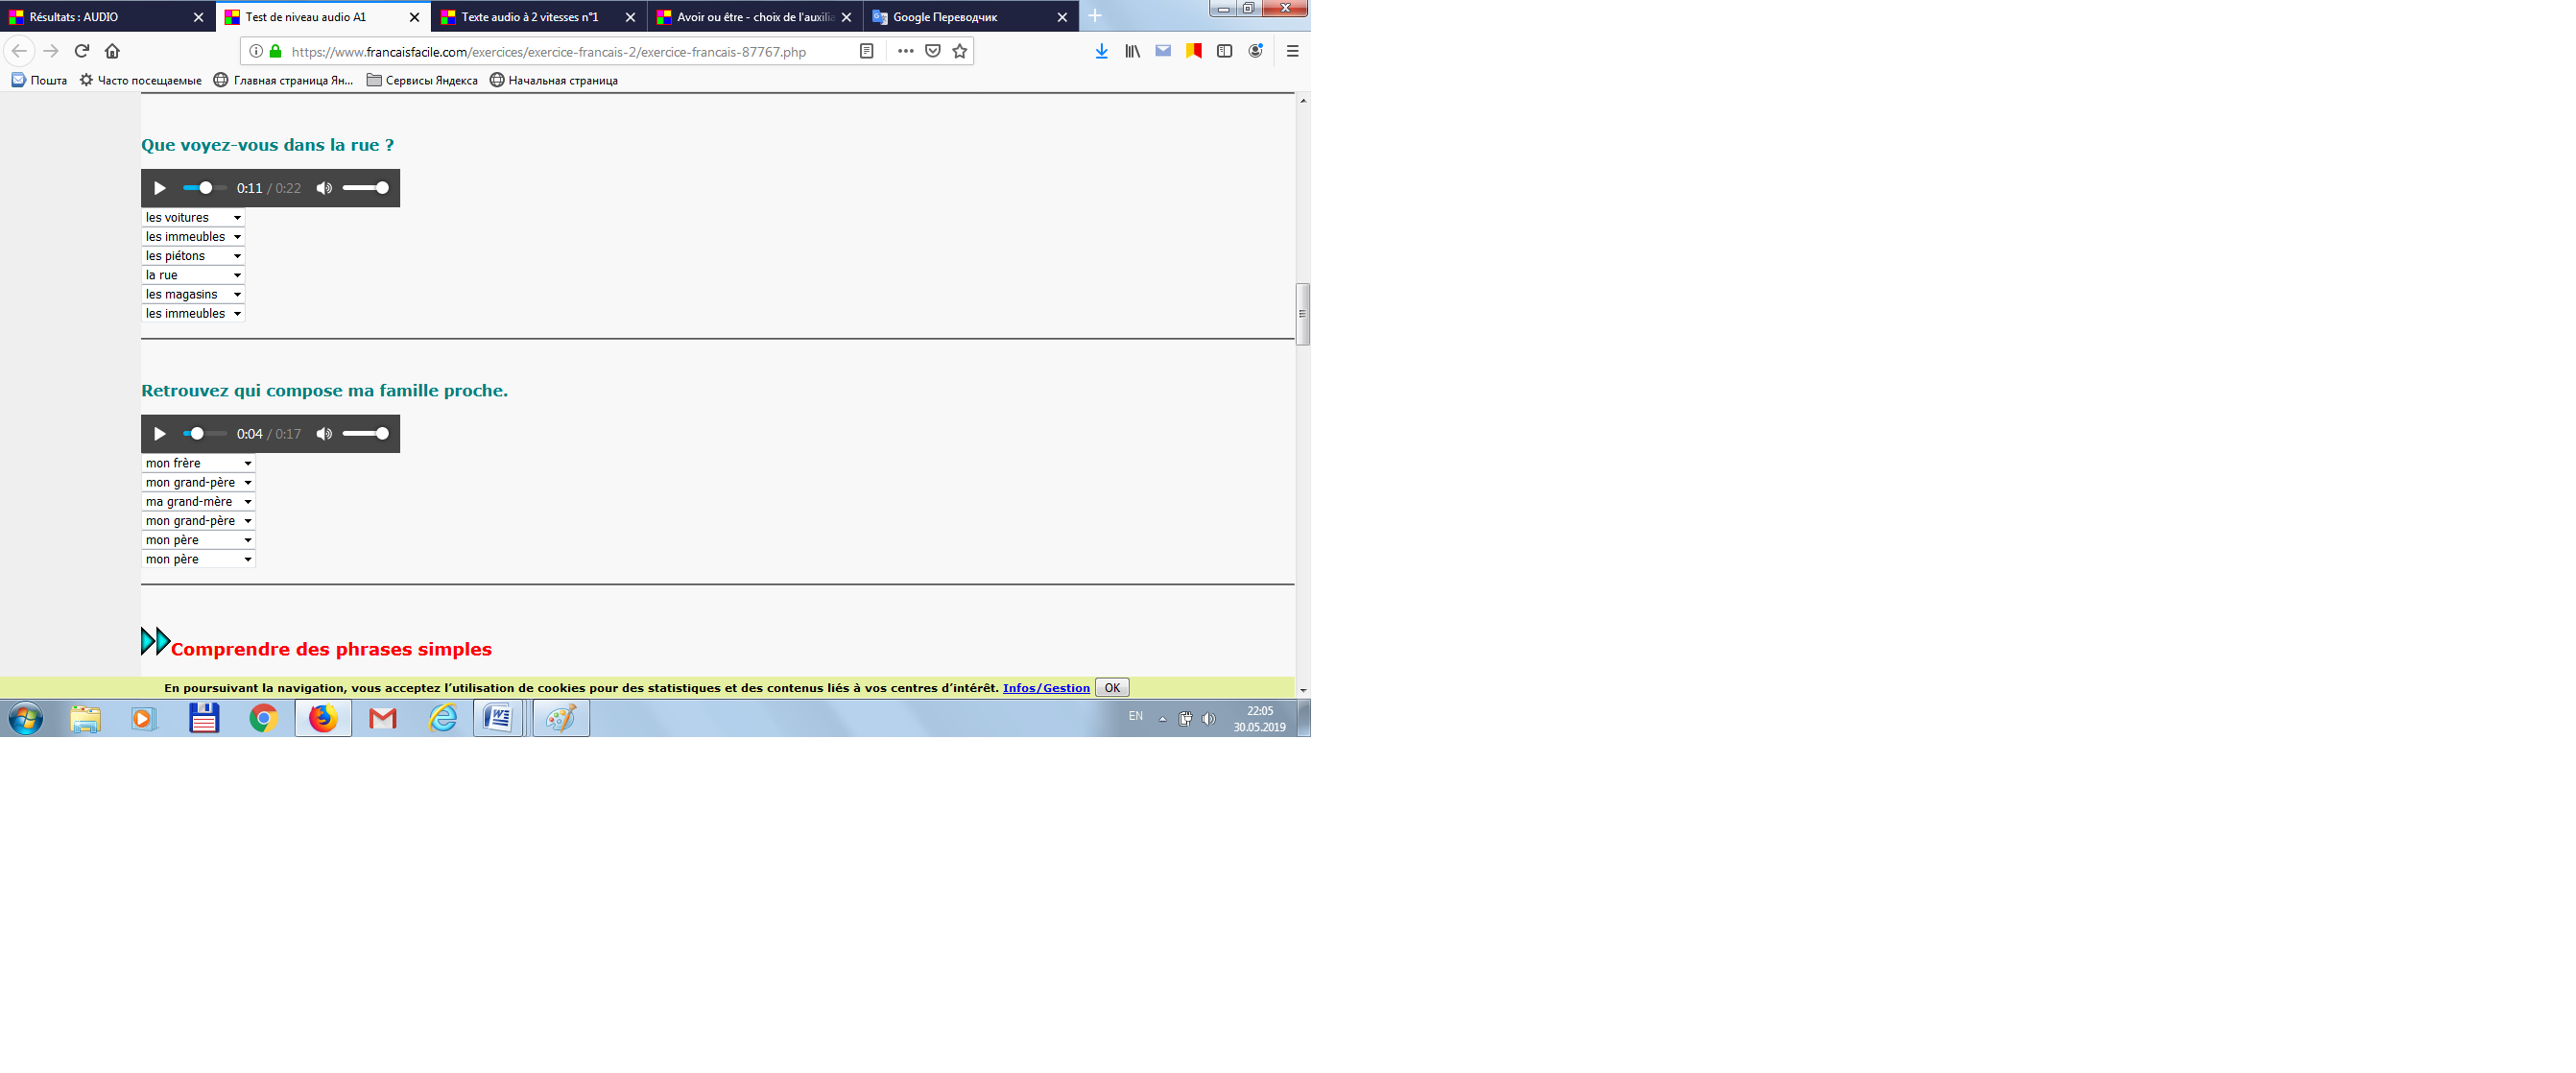 Résultats : AUDIO
Test de niveau audio A1
Texte audio à 2 vitesses n°1
Avoir ou être - choix de l'auxilia
Google Переводчик
https://www.francaisfacile.com/exercices/exercice-francais-2/exercice-francais-87767.php
Пошта
Часто посещаемые
Главная страница Ян...
Сервисы Яндекса
Начальная страница
Que voyez-vous dans la rue ?
0:11 / 0:22
les voitures
les immeubles
les piétons
la rue
les magasins
les immeubles
Retrouvez qui compose ma famille proche.
0:04 / 0:17
mon frère
mon grand-père
ma grand-mère
mon grand-père
mon père
mon père
Comprendre des phrases simples
En poursuivant la navigation, vous acceptez l’utilisation de cookies pour des statistiques et des contenus liés à vos centres d’intérêt. Infos/Gestion OK
EN
22:05
30.05.2019